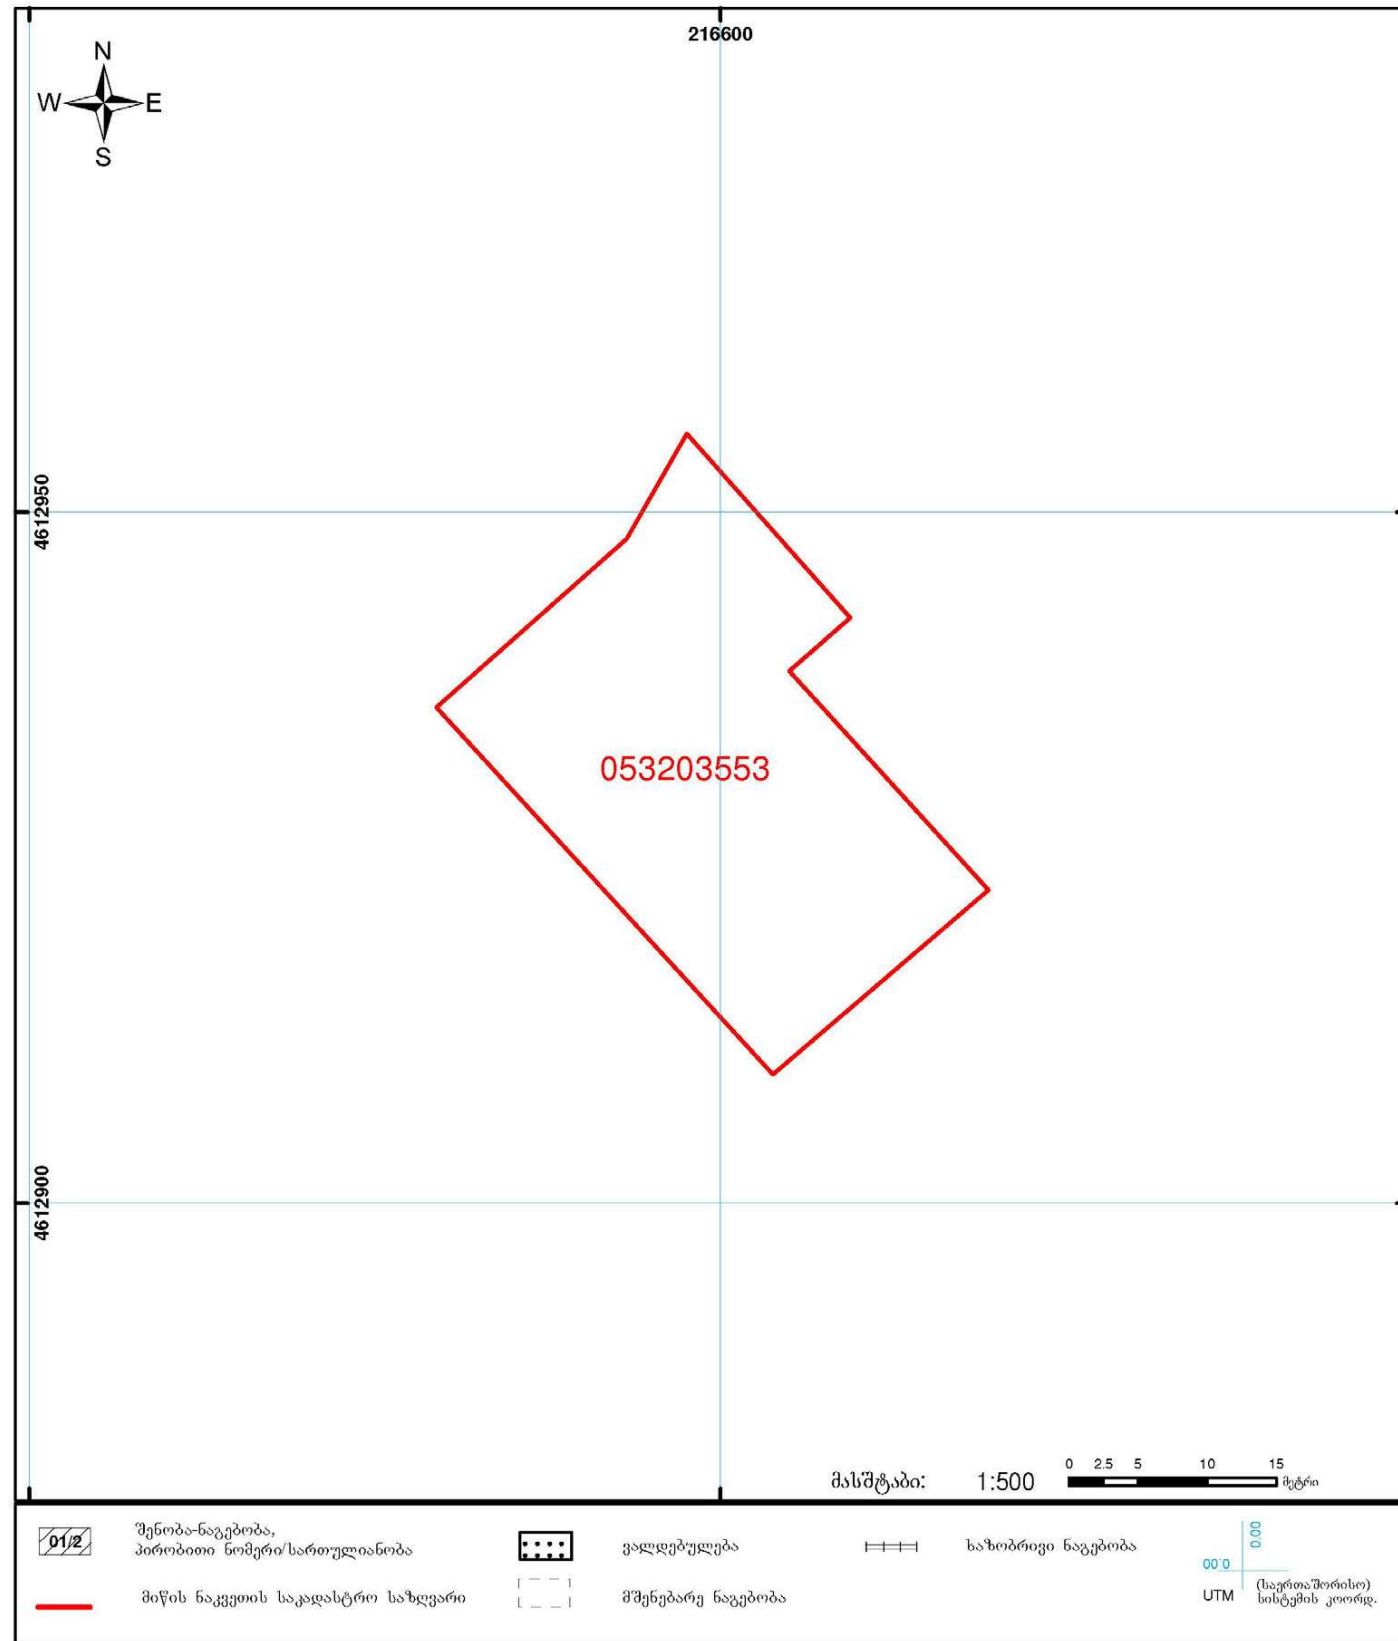 216600
N
W E
S
4612950
053203553
4612900
მასშტაბი: 1:500
0 2.5 5 10 15
მეტრი
01/2
შენობა-ნაგებობა,
პირობითი ნომერი/სართულიანობა
ვალდებულება
ხაზობრივი ნაგებობა
მიწის ნაკვეთის საკადასტრო საზღვარი
მშენებარე ნაგებობა
00.0
00.0
UTM (საერთაშორისო)
სისტემის კოორდ.